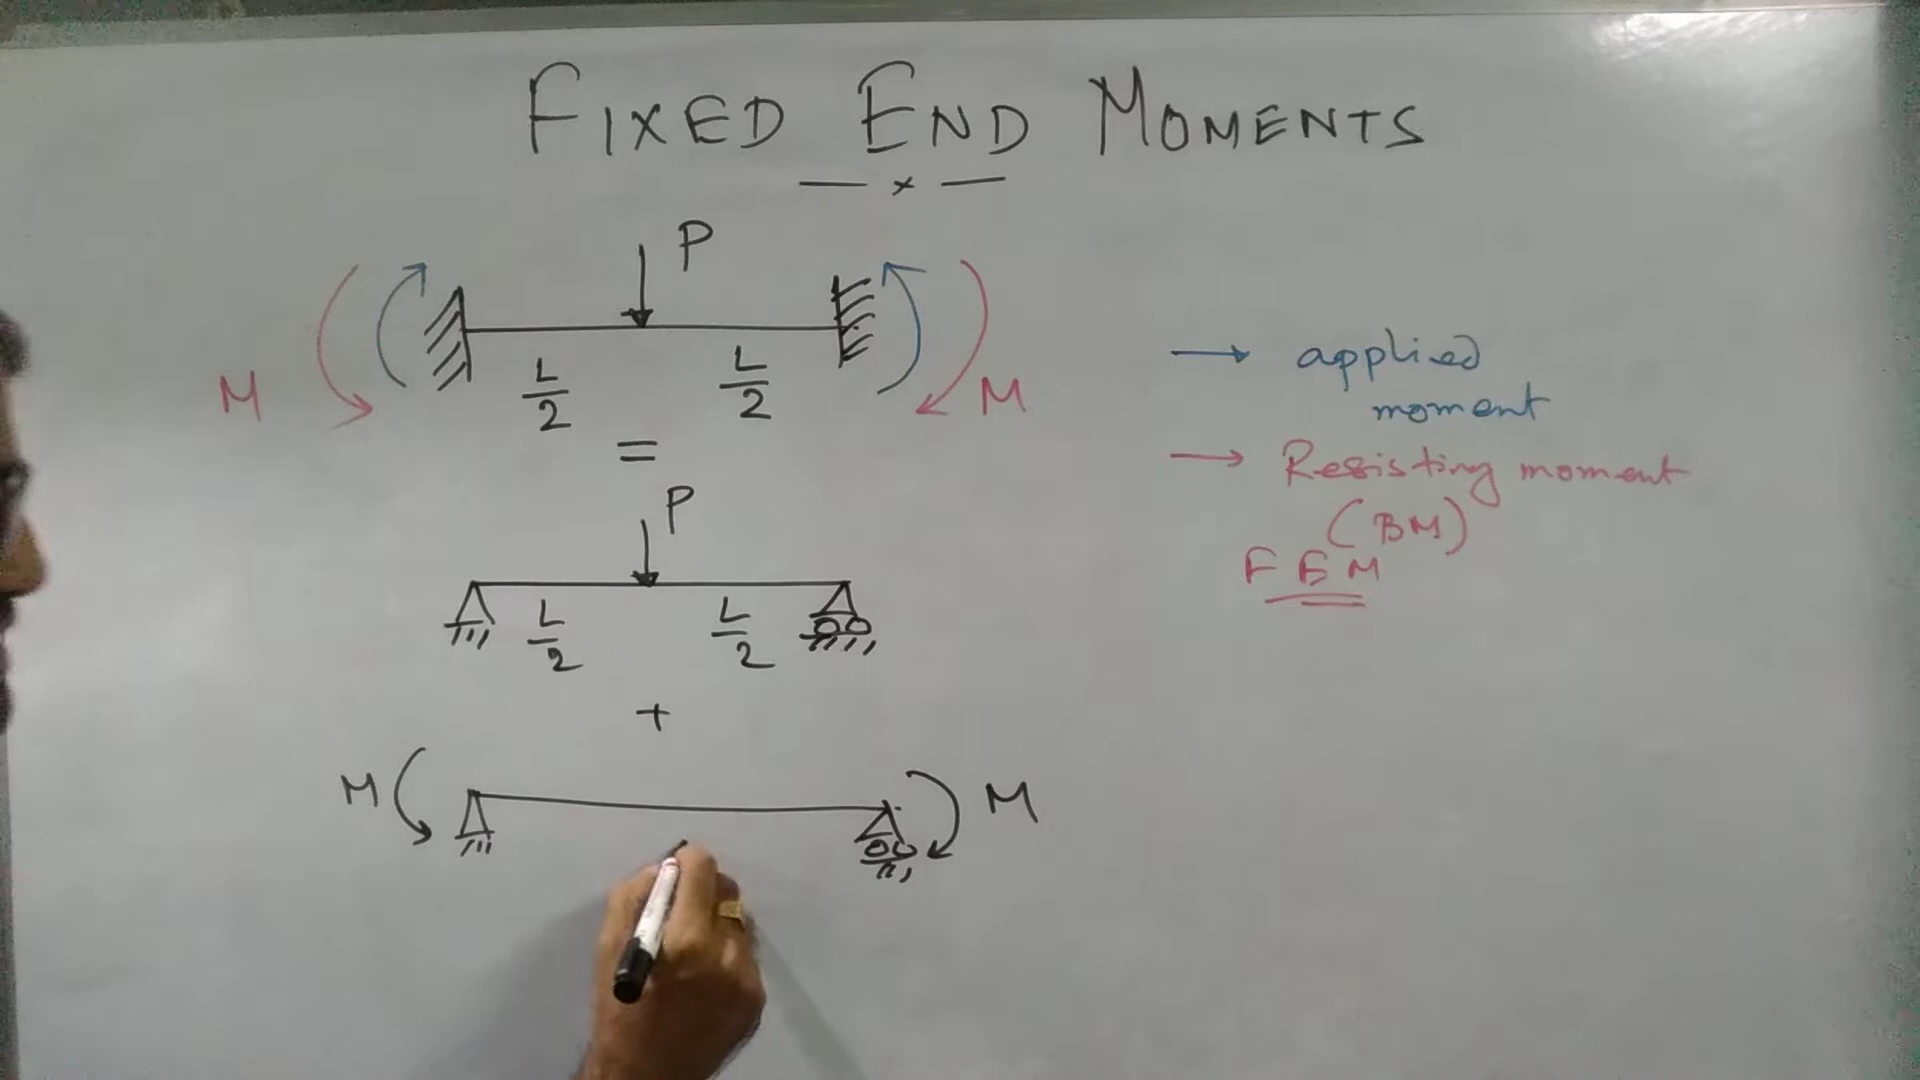 FIXED END MOMENTS
— x —
P
M
L/2
L/2
M
=
P
L/2
L/2
+
M
M
→ applied
moment
→ Resisting moment
(BM)
FEM